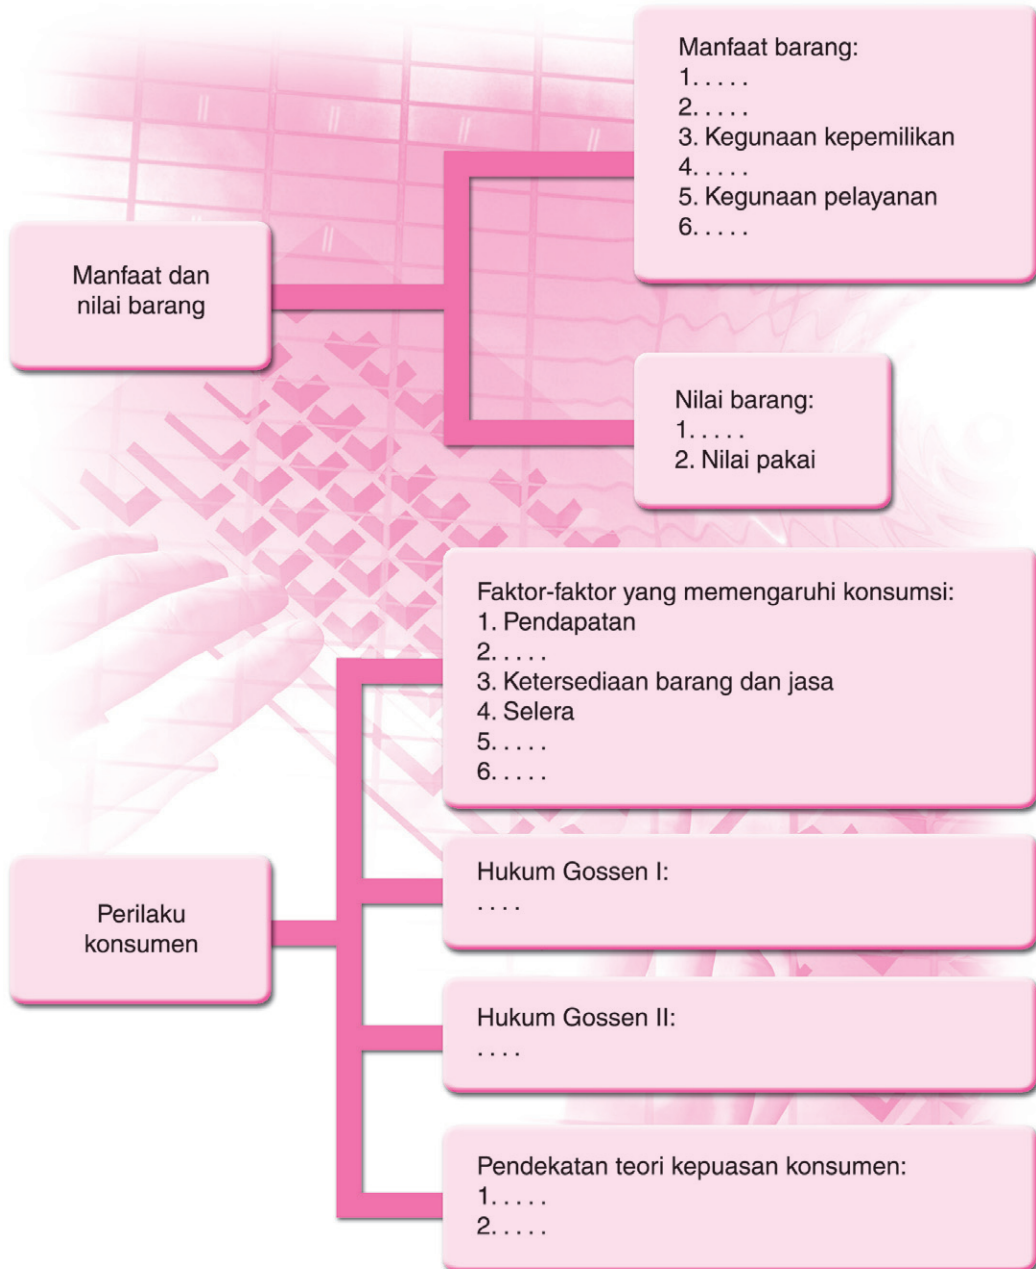 Manfaat dan
nilai barang
Manfaat barang:
1. . . . .
2. . . . .
3. Kegunaan kepemilikan
4. . . . .
5. Kegunaan pelayanan
6. . . . .
Nilai barang:
1. . . . .
2. Nilai pakai
Perilaku
konsumen
Faktor-faktor yang memengaruhi konsumsi:
1. Pendapatan
2. . . . .
3. Ketersediaan barang dan jasa
4. Selera
5. . . . .
6. . . . .
Hukum Gossen I:
. . . .
Hukum Gossen II:
. . . .
Pendekatan teori kepuasan konsumen:
1. . . . .
2. . . . .